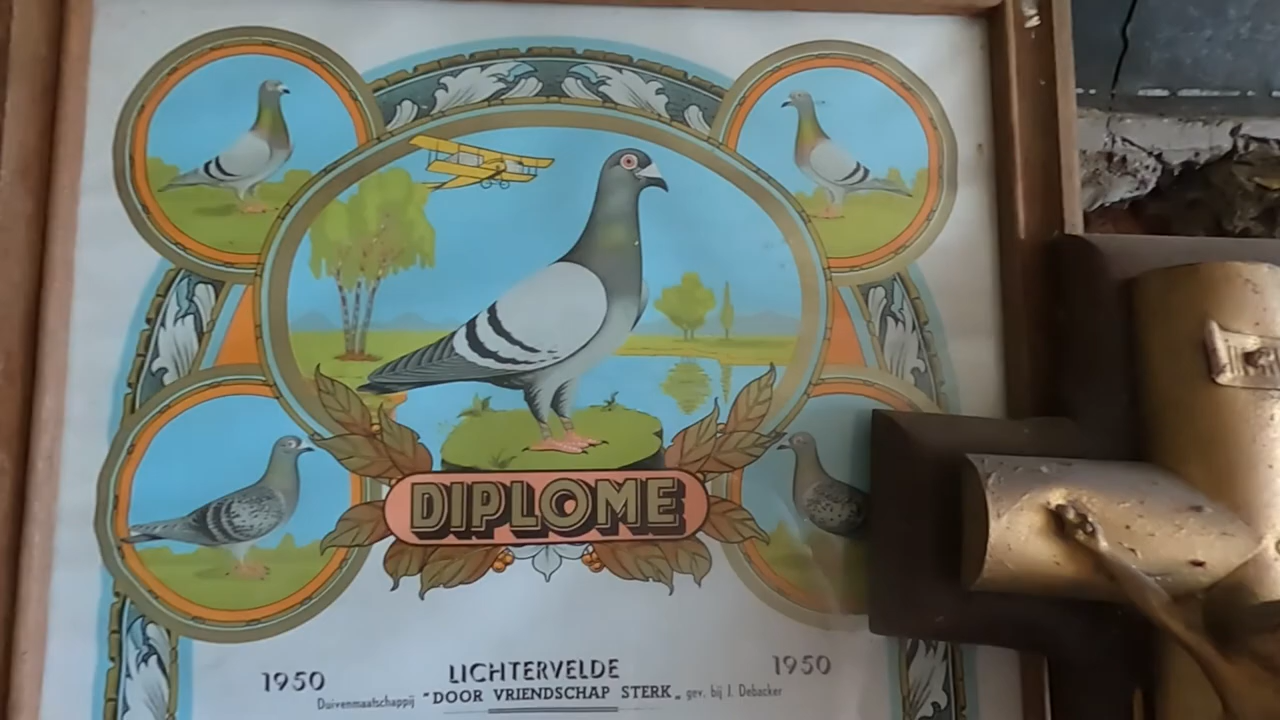 DIPLOME
1950 LICHTERVELDE 1950
Duivenmaatschappij "DOOR VRIENDSCHAP STERK„ gev. bij J. Debacker